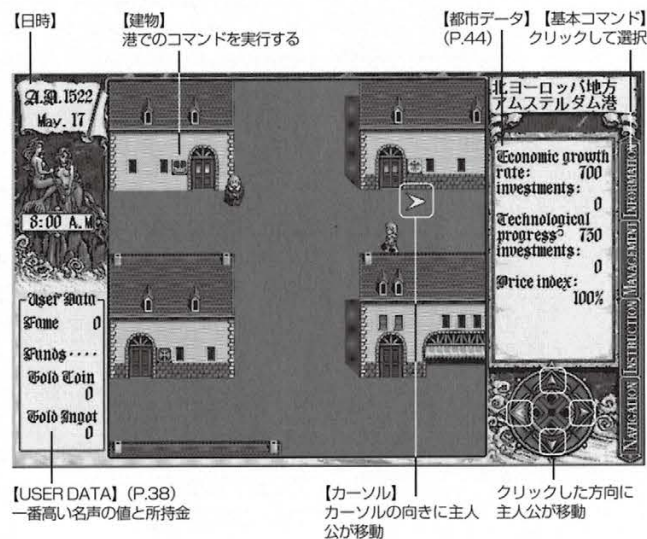 【日時】
【建物】
港でのコマンドを実行する
【都市データ】
(P.44)
【基本コマンド】
クリックして選択
A.D.1522
May. 17
8:00 A.M
User Data
Fame 0
Funds‥‥
Gold Coin
0
Gold Ingot
0
北ヨーロッパ地方
アムステルダム港
Economic growth
rate: 700
investments:
0
Technological
progress: 730
investments:
0
Price index:
100%
NAVIGATION INSTRUCTION MANAGEMENT INFORMATION
【USER DATA】(P.38)
一番高い名声の値と所持金
【カーソル】
カーソルの向きに主人
公が移動
クリックした方向に
主人公が移動